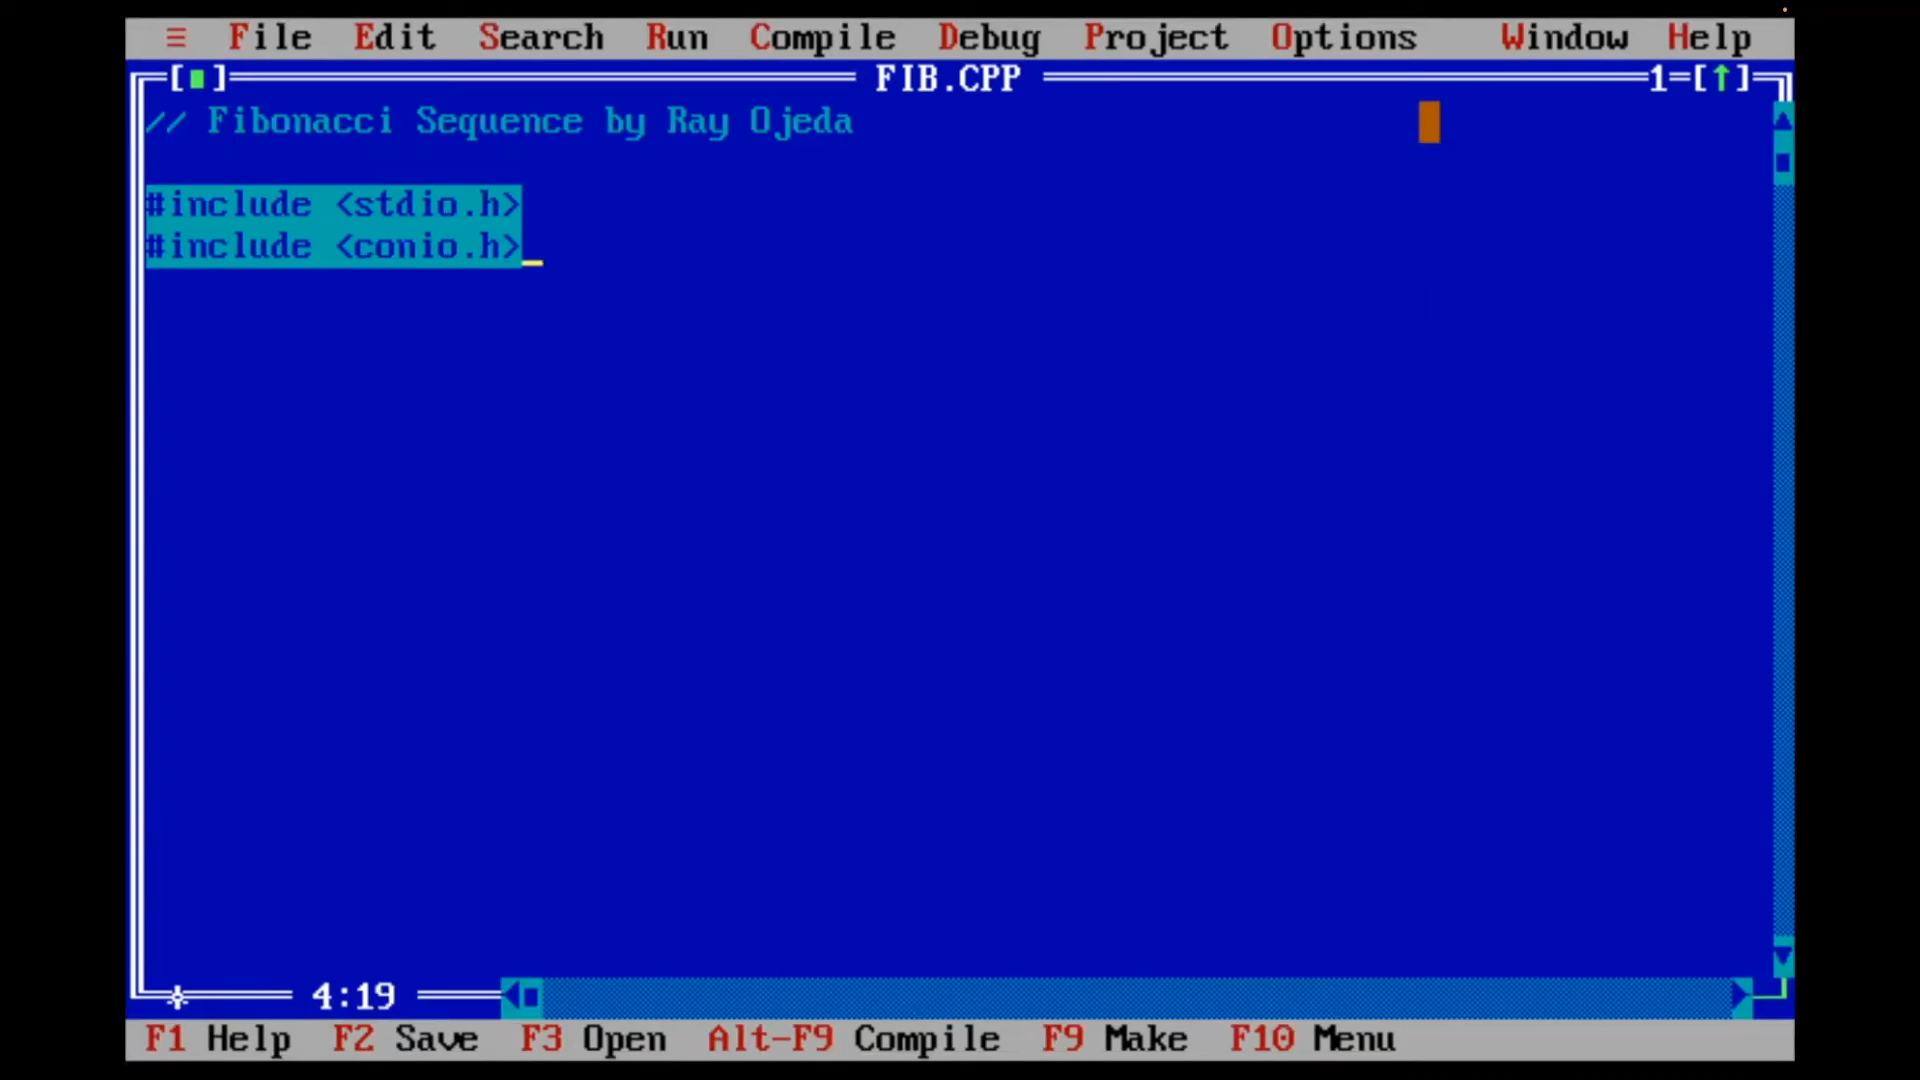 ≡ File Edit Search Run Compile Debug Project Options Window Help
[■] FIB.CPP 1=[↑]
// Fibonacci Sequence by Ray Ojeda
#include <stdio.h>
#include <conio.h>
4:19
F1 Help F2 Save F3 Open Alt-F9 Compile F9 Make F10 Menu